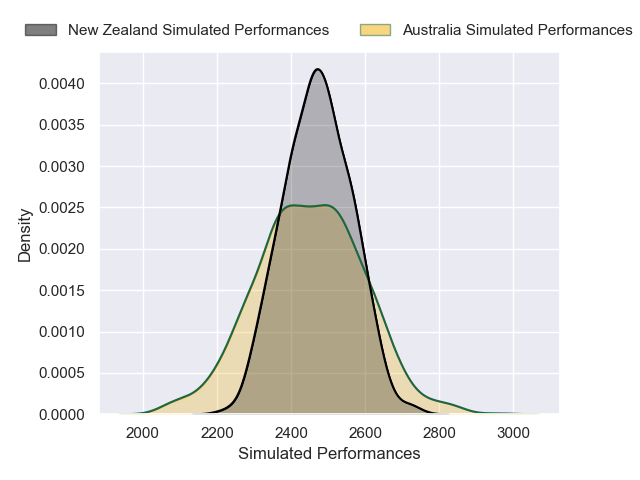 New Zealand Simulated Performances
Australia Simulated Performances
0.0040
0.0035
0.0030
0.0025
0.0020
0.0015
0.0010
0.0005
0.0000
Density
2000 2200 2400 2600 2800 3000
Simulated Performances